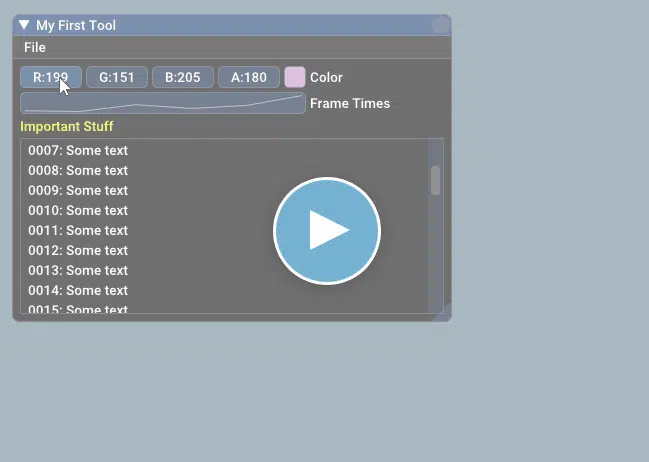 My First Tool
File
R:199 G:151 B:205 A:180 Color
Frame Times
Important Stuff
0007: Some text
0008: Some text
0009: Some text
0010: Some text
0011: Some text
0012: Some text
0013: Some text
0014: Some text
0015: Some text